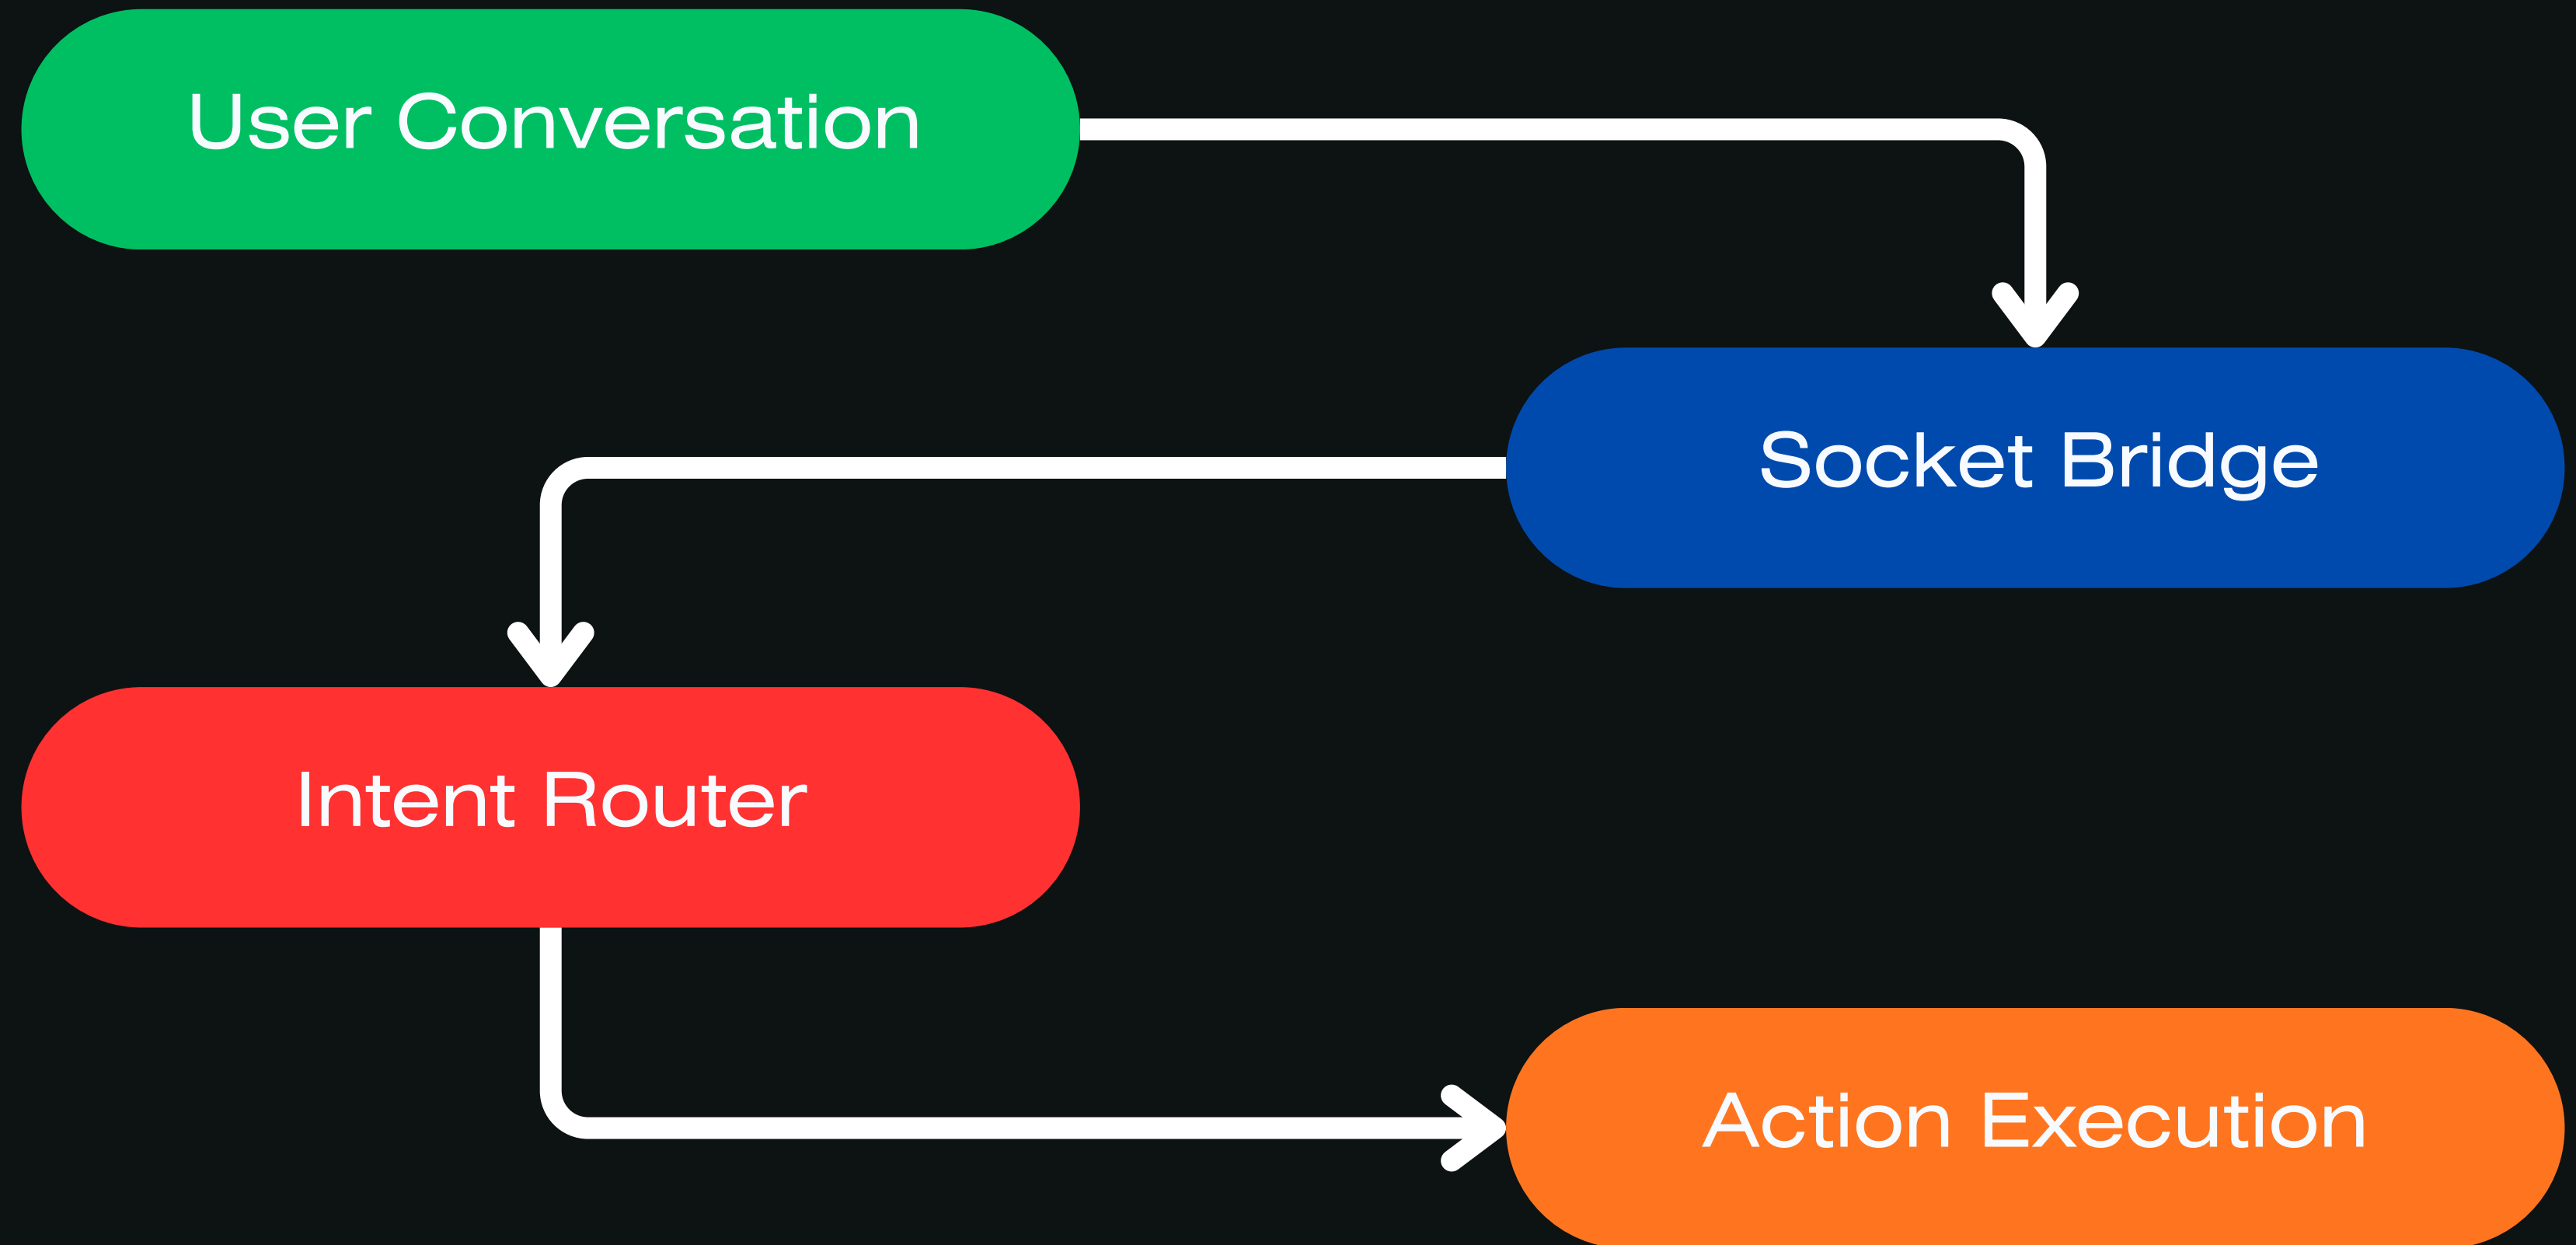 User Conversation
Socket Bridge
Intent Router
Action Execution